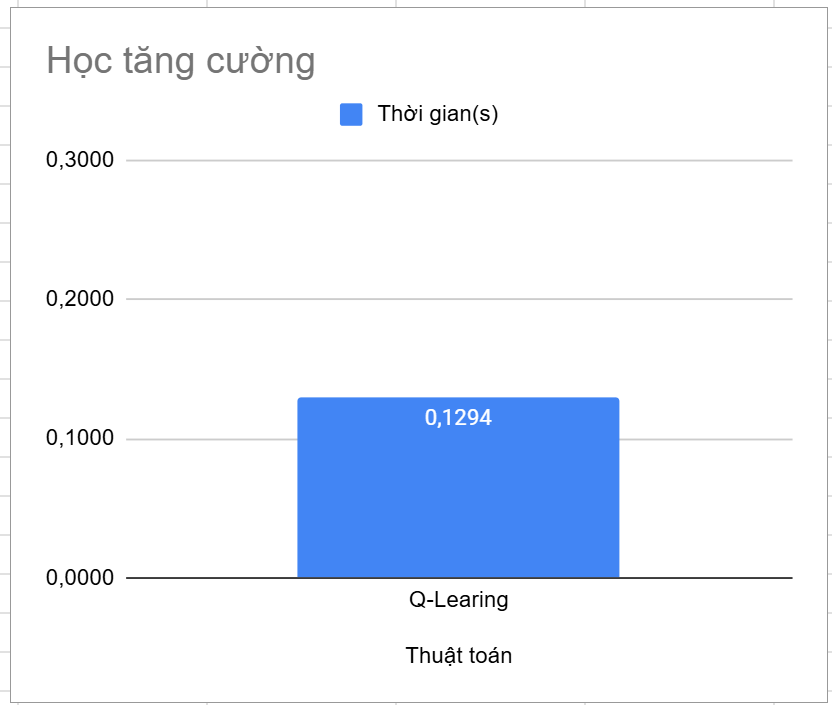 Học tăng cường
Thời gian(s)
0,3000
0,2000
0,1294
0,1000
0,0000
Q-Learing
Thuật toán